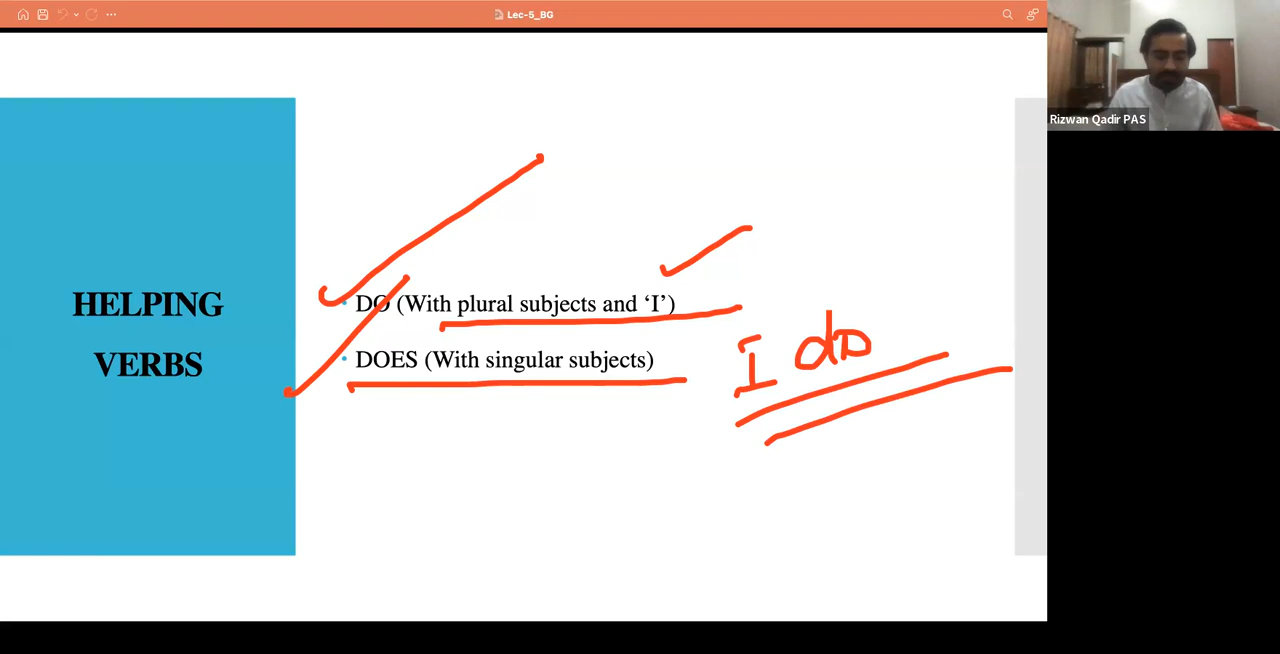 Lec-5_BG
Rizwan Qadir PAS
HELPING
VERBS
• DO (With plural subjects and ‘I’)
• DOES (With singular subjects)
I do